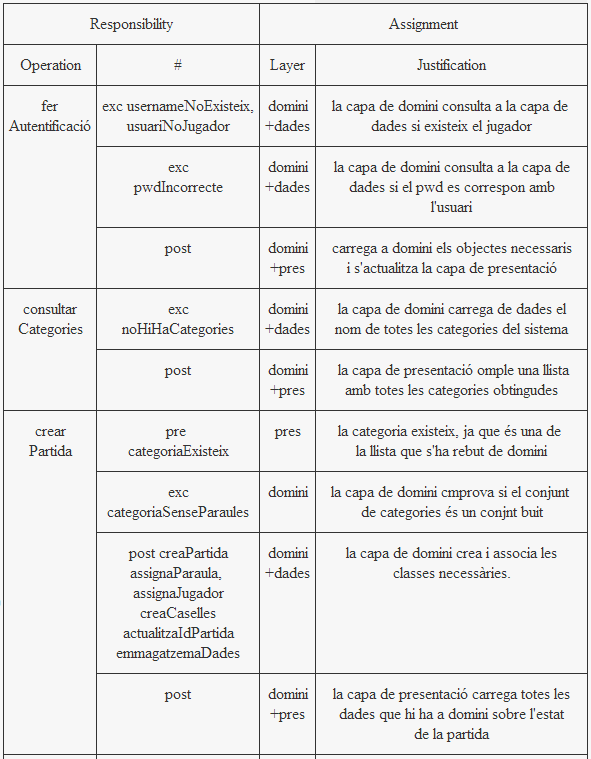 Responsibility
Assignment
Operation
#
Layer
Justification
fer
Autentificació
exc usernameNoExisteix,
usuariNoJugador
domini
+dades
la capa de domini consulta a la capa de
dades si existeix el jugador
exc
pwdIncorrecte
domini
+dades
la capa de domini consulta a la capa de
dades si el pwd es correspon amb
l'usuari
post
domini
+pres
carrega a domini els objectes necessaris
i s'actualitza la capa de presentació
consultar
Categories
exc
noHiHaCategories
domini
+dades
la capa de domini carrega de dades el
nom de totes les categories del sistema
post
domini
+pres
la capa de presentació omple una llista
amb totes les categories obtingudes
crear
Partida
pre
categoriaExisteix
pres
la categoria existeix, ja que és una de
la llista que s'ha rebut de domini
exc
categoriaSenseParaules
domini
la capa de domini cmprova si el conjunt
de categories és un conjnt buit
post creaPartida
assignaParaula,
assignaJugador
creaCaselles
actualitzaIdPartida
emmagatzemaDades
domini
+dades
la capa de domini crea i associa les
classes necessàries.
post
domini
+pres
la capa de presentació carrega totes les
dades que hi ha a domini sobre l'estat
de la partida